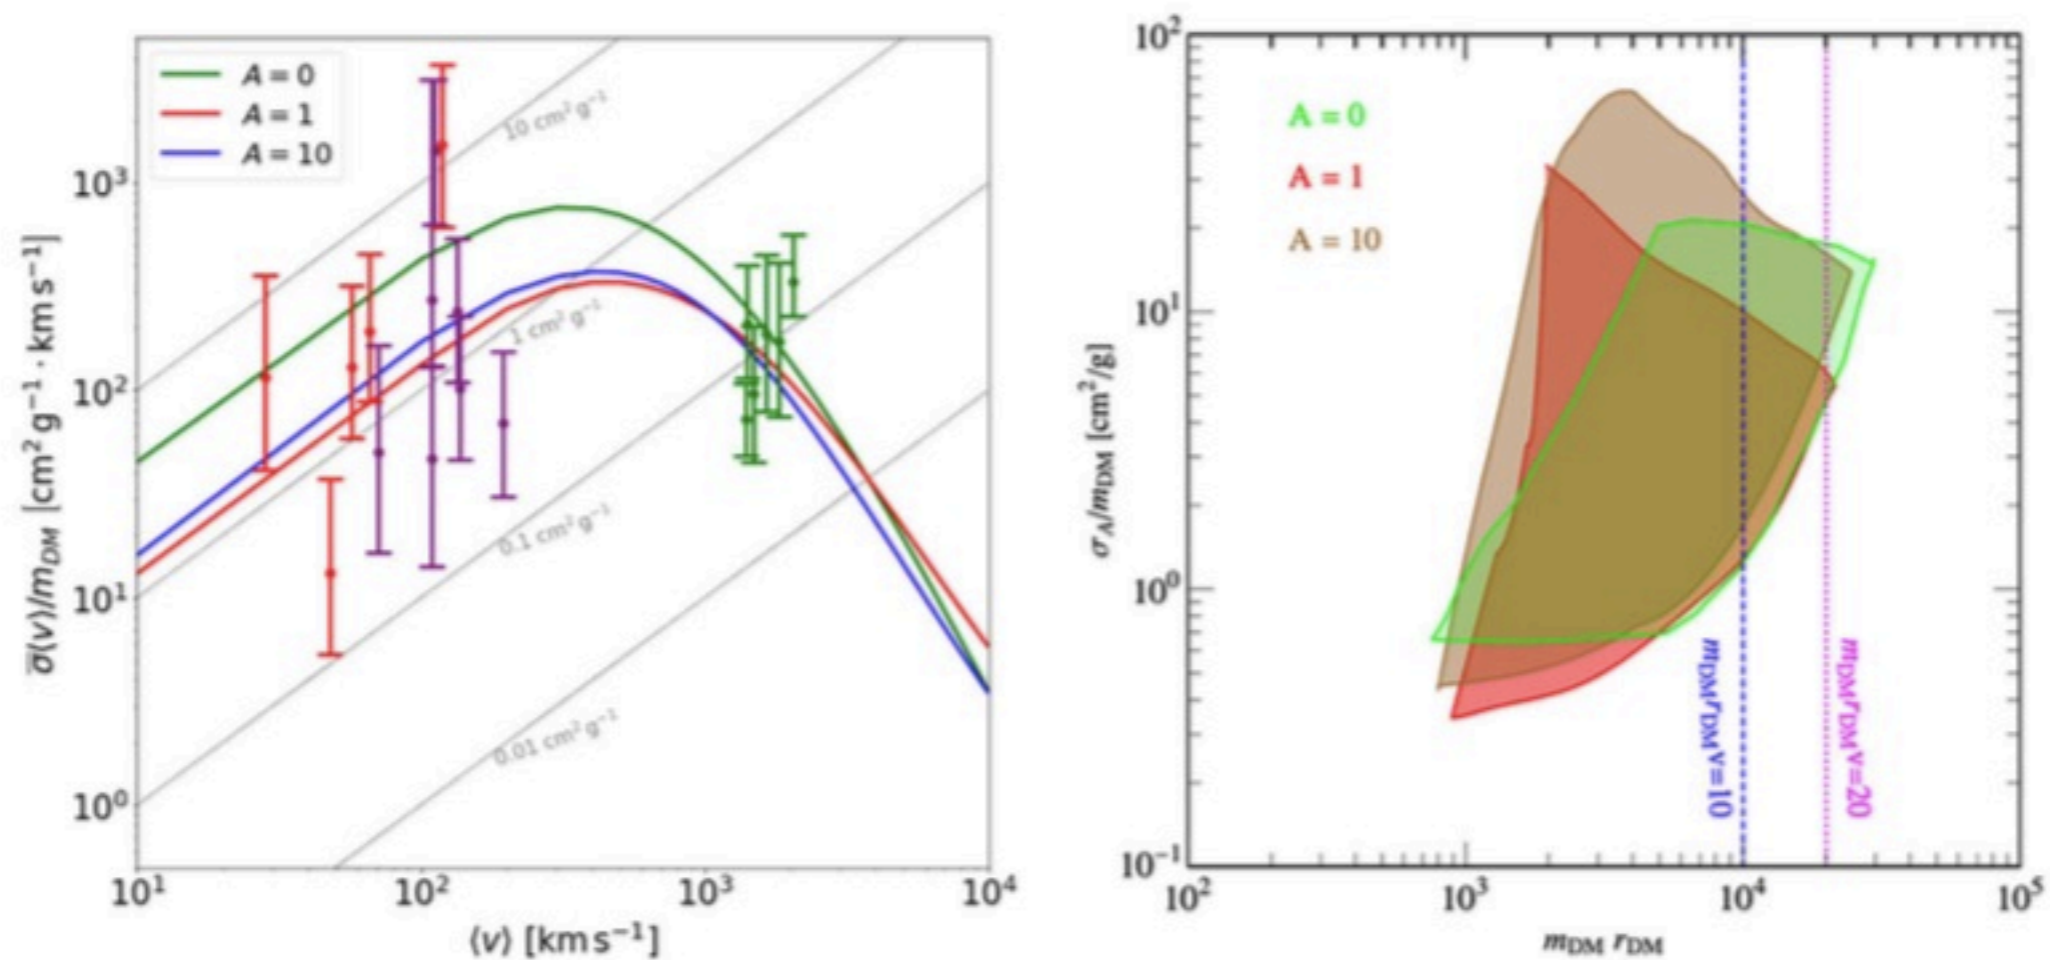 A = 0
A = 1
A = 10
10 cm² g⁻¹
1 cm² g⁻¹
0.1 cm² g⁻¹
0.01 cm² g⁻¹
10³
10²
10¹
10⁰
10¹ 10² 10³ 10⁴
σ̅⟨v⟩/m_DM [cm² g⁻¹ · km s⁻¹]
⟨v⟩ [km s⁻¹]
10²
10¹
10⁰
10⁻¹
A = 0
A = 1
A = 10
m_DM r_DM v=10
m_DM r_DM v=20
10² 10³ 10⁴ 10⁵
σ_A/m_DM [cm²/g]
m_DM r_DM